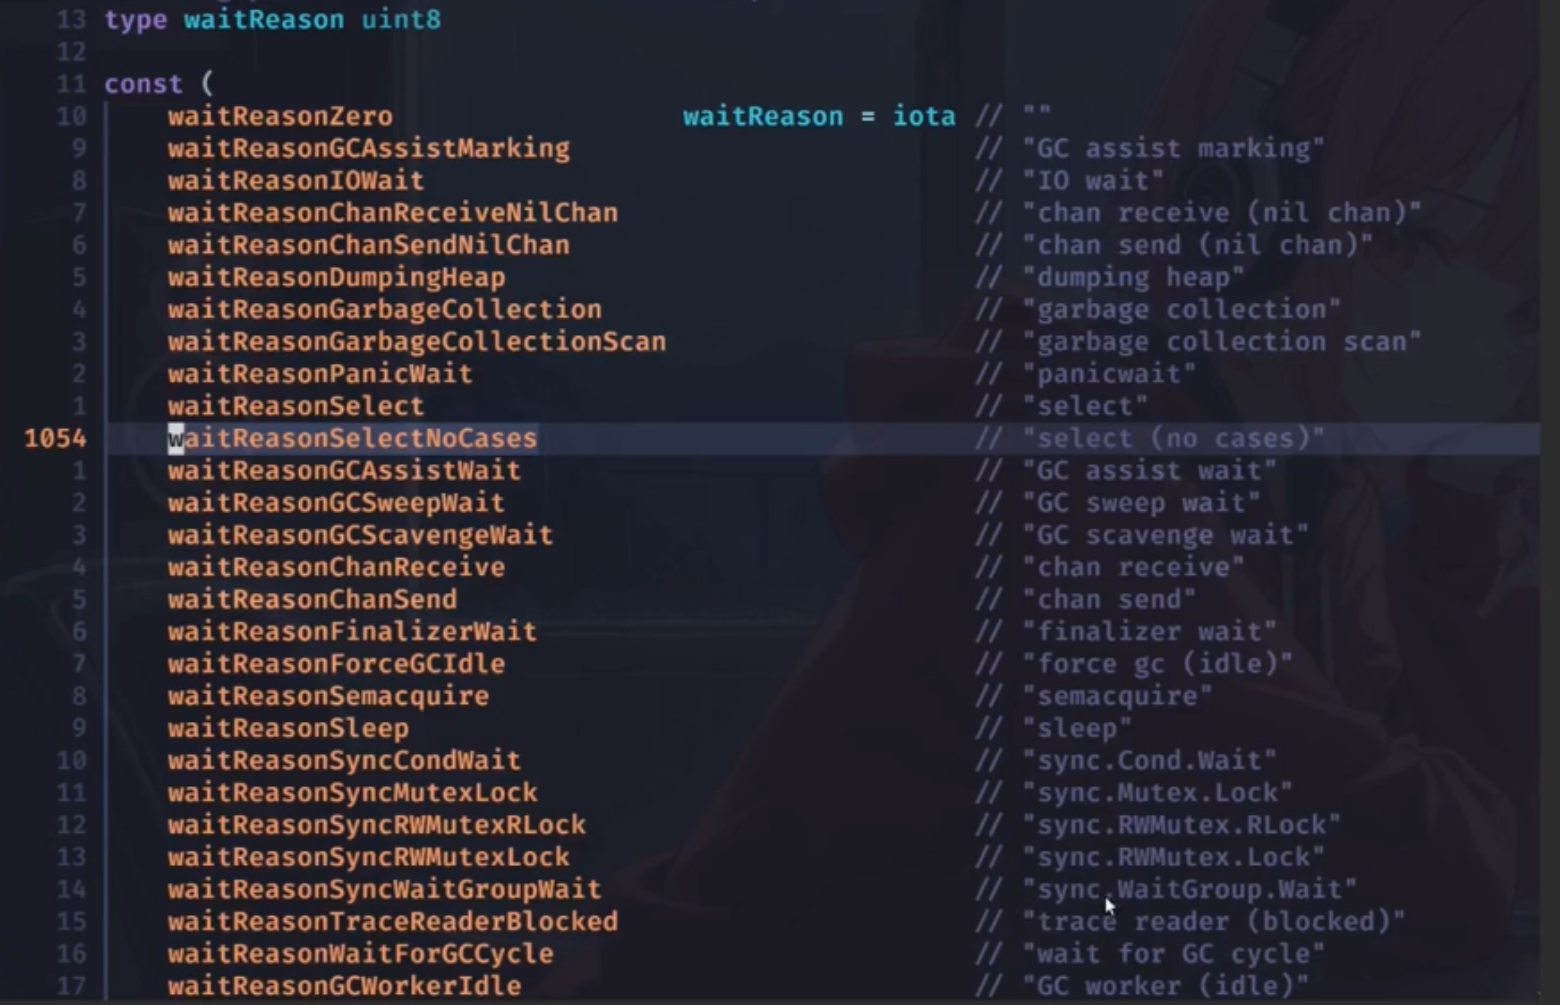 13 type waitReason uint8
12
11 const (
10 waitReasonZero waitReason = iota // ""
9 waitReasonGCAssistMarking // "GC assist marking"
8 waitReasonIOWait // "IO wait"
7 waitReasonChanReceiveNilChan // "chan receive (nil chan)"
6 waitReasonChanSendNilChan // "chan send (nil chan)"
5 waitReasonDumpingHeap // "dumping heap"
4 waitReasonGarbageCollection // "garbage collection"
3 waitReasonGarbageCollectionScan // "garbage collection scan"
2 waitReasonPanicWait // "panicwait"
1 waitReasonSelect // "select"
1054 waitReasonSelectNoCases // "select (no cases)"
1 waitReasonGCAssistWait // "GC assist wait"
2 waitReasonGCSweepWait // "GC sweep wait"
3 waitReasonGCScavengeWait // "GC scavenge wait"
4 waitReasonChanReceive // "chan receive"
5 waitReasonChanSend // "chan send"
6 waitReasonFinalizerWait // "finalizer wait"
7 waitReasonForceGCIdle // "force gc (idle)"
8 waitReasonSemacquire // "semacquire"
9 waitReasonSleep // "sleep"
10 waitReasonSyncCondWait // "sync.Cond.Wait"
11 waitReasonSyncMutexLock // "sync.Mutex.Lock"
12 waitReasonSyncRWMutexRLock // "sync.RWMutex.RLock"
13 waitReasonSyncRWMutexLock // "sync.RWMutex.Lock"
14 waitReasonSyncWaitGroupWait // "sync.WaitGroup.Wait"
15 waitReasonTraceReaderBlocked // "trace reader (blocked)"
16 waitReasonWaitForGCCycle // "wait for GC cycle"
17 waitReasonGCWorkerIdle // "GC worker (idle)"